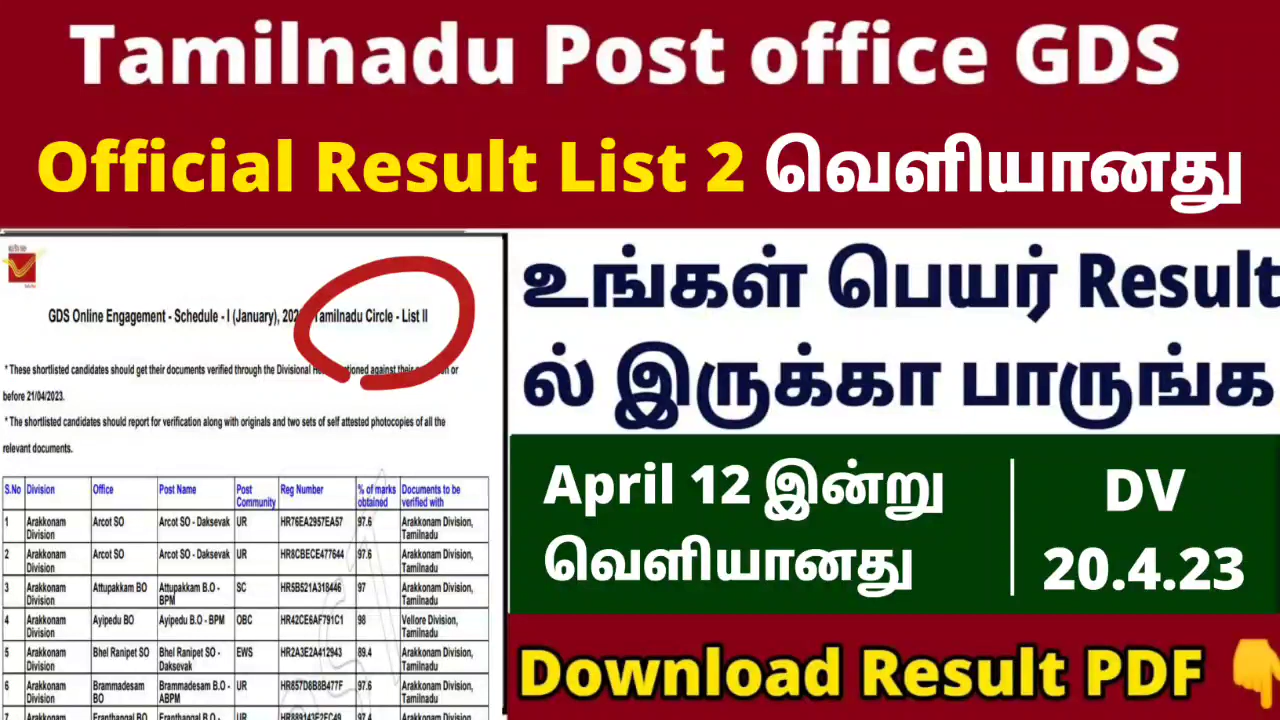 Tamilnadu Post office GDS
Official Result List 2 வெளியானது
GDS Online Engagement - Schedule - I (January), Tamilnadu Circle - List II
* These shortlisted candidates should get their documents verified through the Divisional against their or
before 21/04/2023.
* The shortlisted candidates should report for verification along with originals and two sets of self attested photocopies of all the
relevant documents.
S.No Division Office Post Name Post Community Reg Number % of marks obtained Documents to be verified with
1 Arakkonam Division Arcot SO Arcot SO - Daksevak UR HR76EA2957EA57 97.6 Arakkonam Division, Tamilnadu
2 Arakkonam Division Arcot SO Arcot SO - Daksevak UR HR8CBECE477644 97.6 Arakkonam Division, Tamilnadu
3 Arakkonam Division Attupakkam BO Attupakkam B.O - BPM SC HR5B521A318446 97 Arakkonam Division, Tamilnadu
4 Arakkonam Division Ayipedu BO Ayipedu B.O - BPM OBC HR42CE6AF791C1 98 Vellore Division, Tamilnadu
5 Arakkonam Division Bhel Ranipet SO Bhel Ranipet SO - Daksevak EWS HR2A3E2A412943 89.4 Arakkonam Division, Tamilnadu
6 Arakkonam Division Brammadesam BO Brammadesam B.O - ABPM UR HR857D8B8B477F 97.6 Arakkonam Division, Tamilnadu
7 Arakkonam UR 97.4 Arakkonam
உங்கள் பெயர் Result
ல் இருக்கா பாருங்க
April 12 இன்று
வெளியானது
DV
20.4.23
Download Result PDF